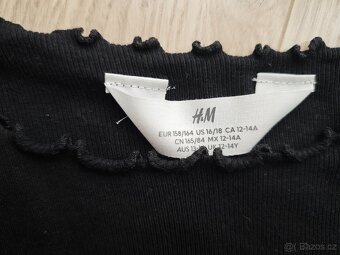 H&M
EUR 158/164 US 16/18 CA 12-14A
CN 165/84 MX 12-14A
AUS UK 12-14Y
bazos.cz